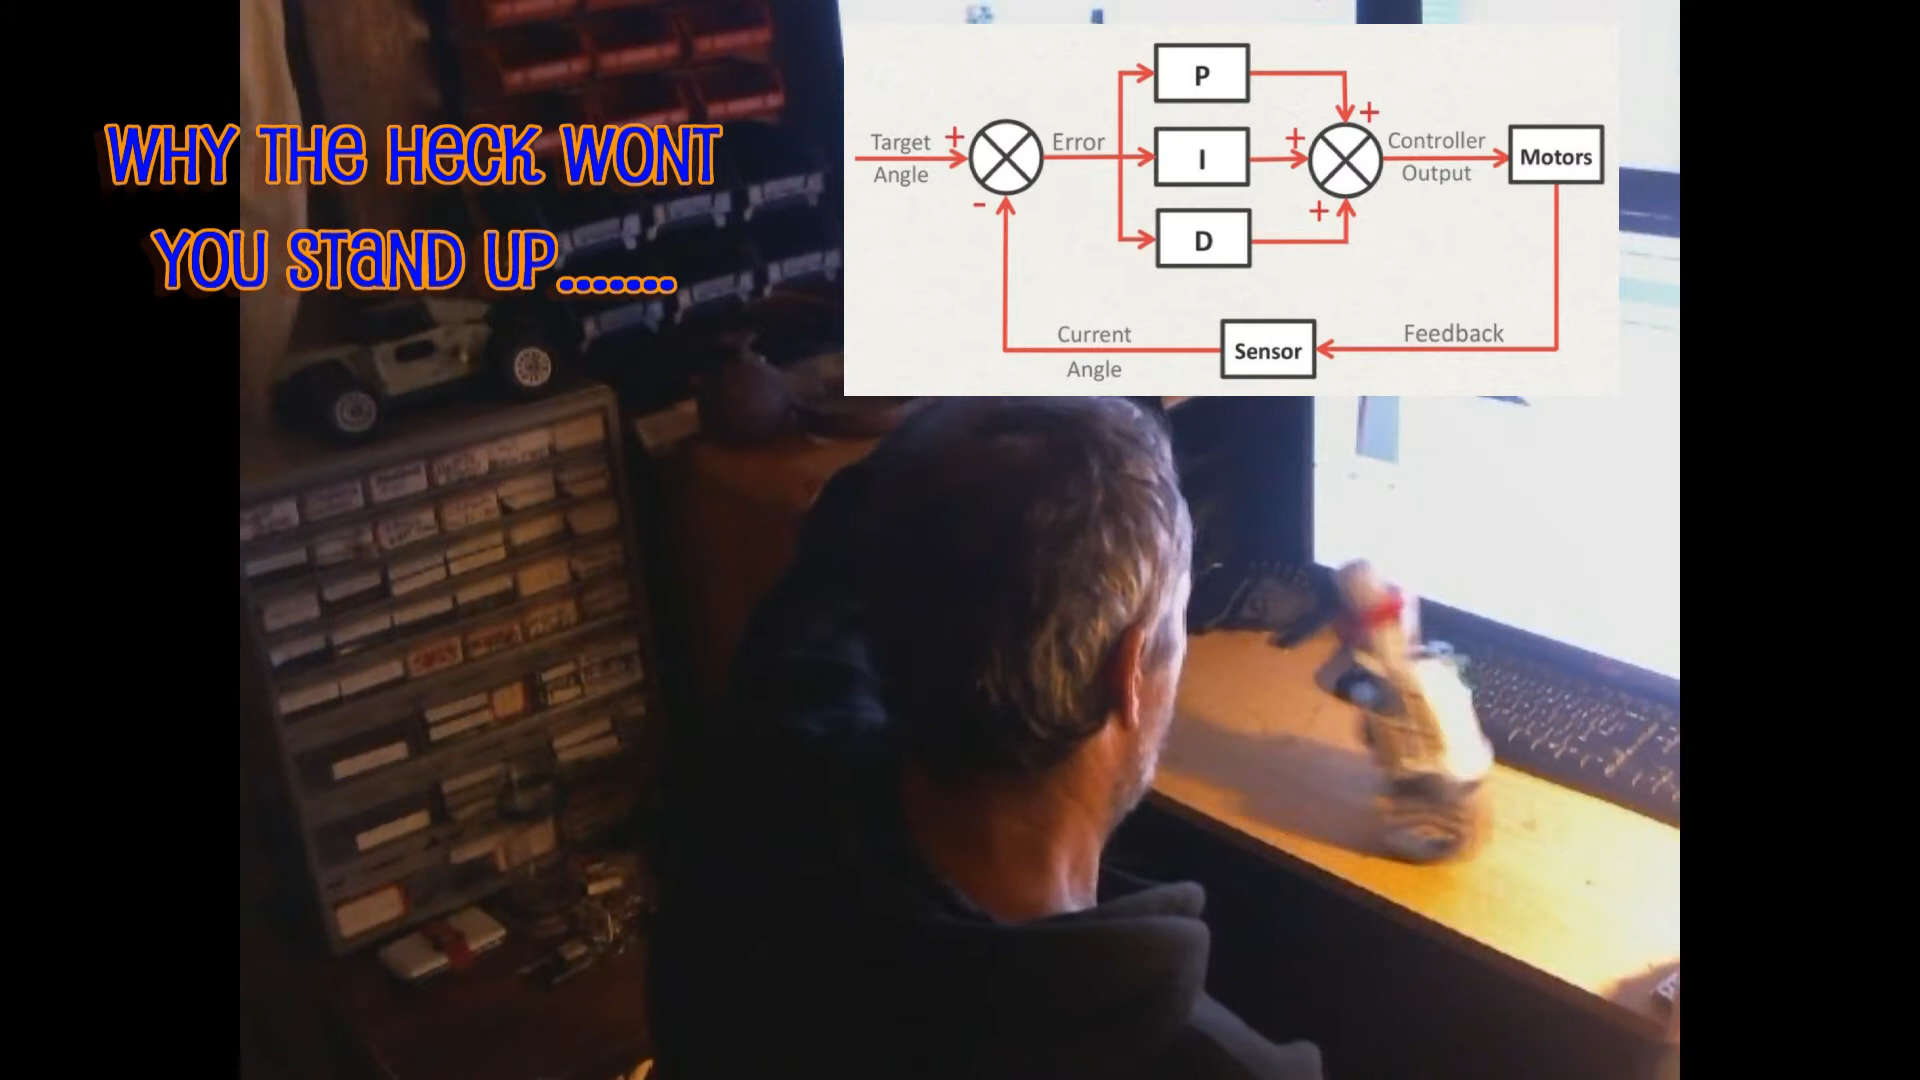 WHY THE HECK WONT
YOU STAND UP.......
P
Target
Angle
+
-
Error
I
D
+
+
+
Controller
Output
Motors
Current
Angle
Sensor
Feedback